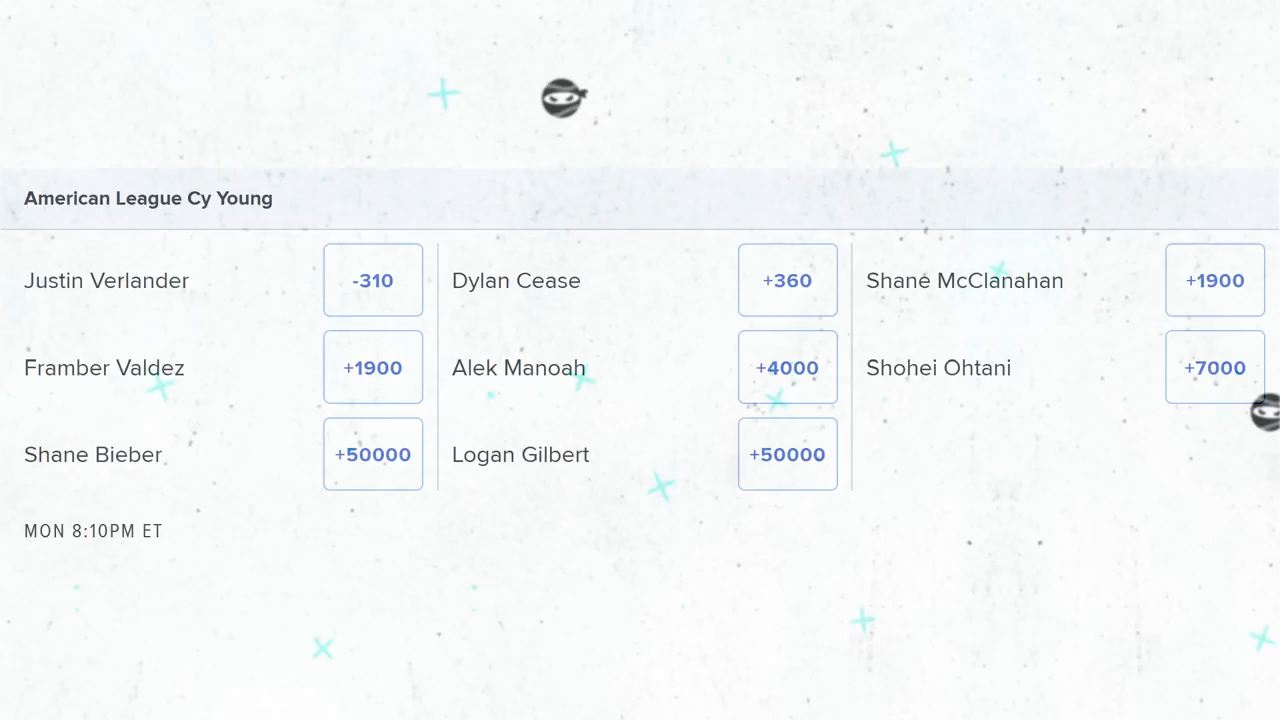 American League Cy Young
Justin Verlander -310 Dylan Cease +360 Shane McClanahan +1900
Framber Valdez +1900 Alek Manoah +4000 Shohei Ohtani +7000
Shane Bieber +50000 Logan Gilbert +50000
MON 8:10PM ET